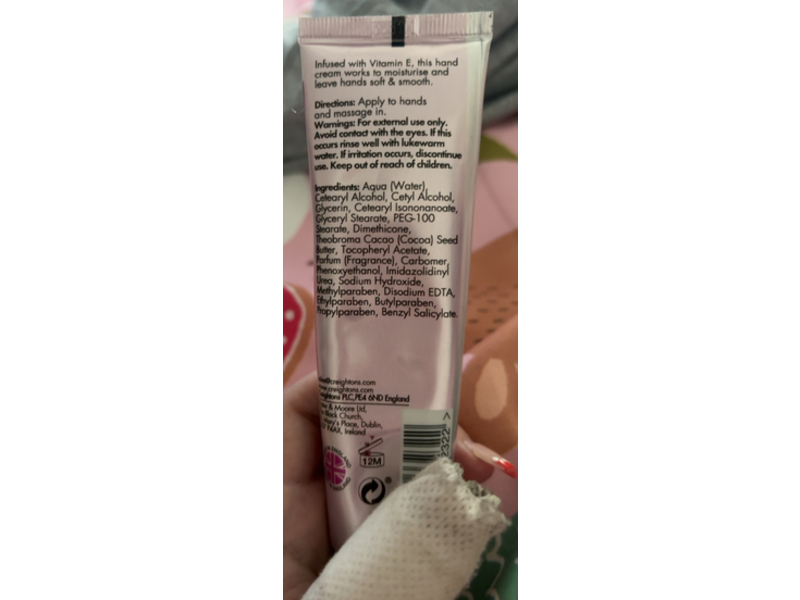 Infused with Vitamin E, this hand
cream works to moisturise and
leave hands soft & smooth.
Directions: Apply to hands
and massage in.
Warnings: For external use only.
Avoid contact with the eyes. If this
occurs rinse well with lukewarm
water. If irritation occurs, discontinue
use. Keep out of reach of children.
Ingredients: Aqua (Water),
Cetearyl Alcohol, Cetyl Alcohol,
Glycerin, Cetearyl Isononanoate,
Glyceryl Stearate, PEG-100
Stearate, Dimethicone,
Theobroma Cacao (Cocoa) Seed
Butter, Tocopheryl Acetate,
Parfum (Fragrance), Carbomer,
Phenoxyethanol, Imidazolidinyl
Urea, Sodium Hydroxide,
Methylparaben, Disodium EDTA,
Ethylparaben, Butylparaben,
Propylparaben, Benzyl Salicylate.
@creightons.com
.creightons.com
eightons PLC, PE4 6ND England
& Moore Ltd,
Black Church,
Place, Dublin,
Ireland
12M
2322 >